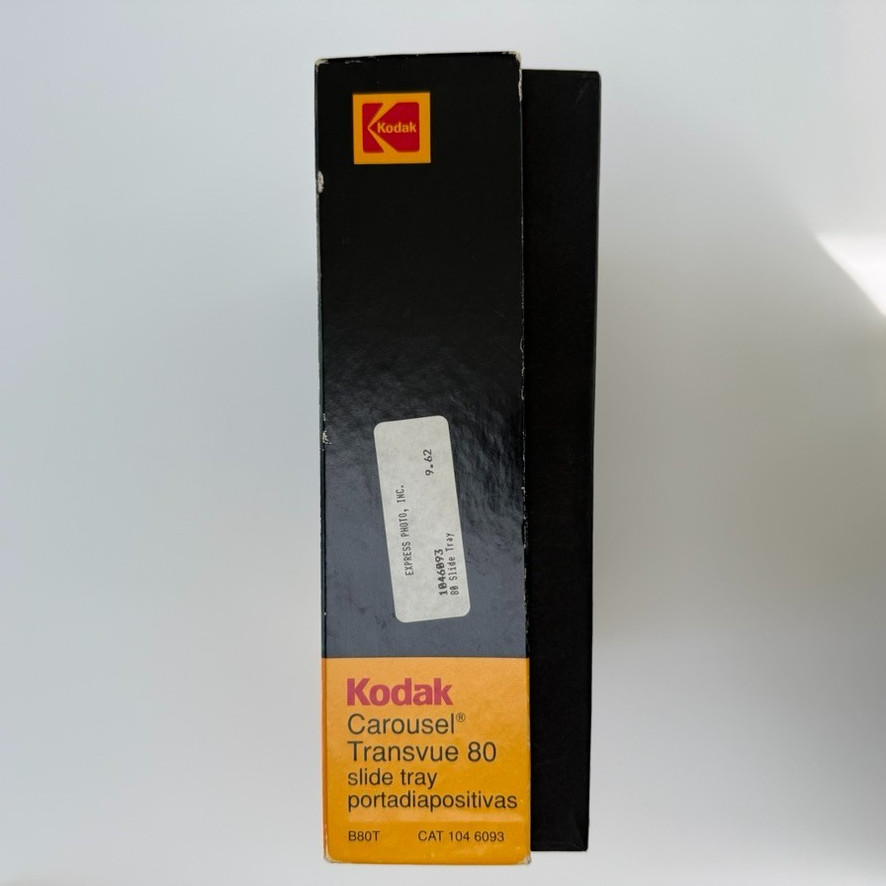 Kodak
EXPRESS PHOTO, INC.
9.62
1046093
80 Slide Tray
Kodak
Carousel®
Transvue 80
slide tray
portadiapositivas
B80T CAT 104 6093